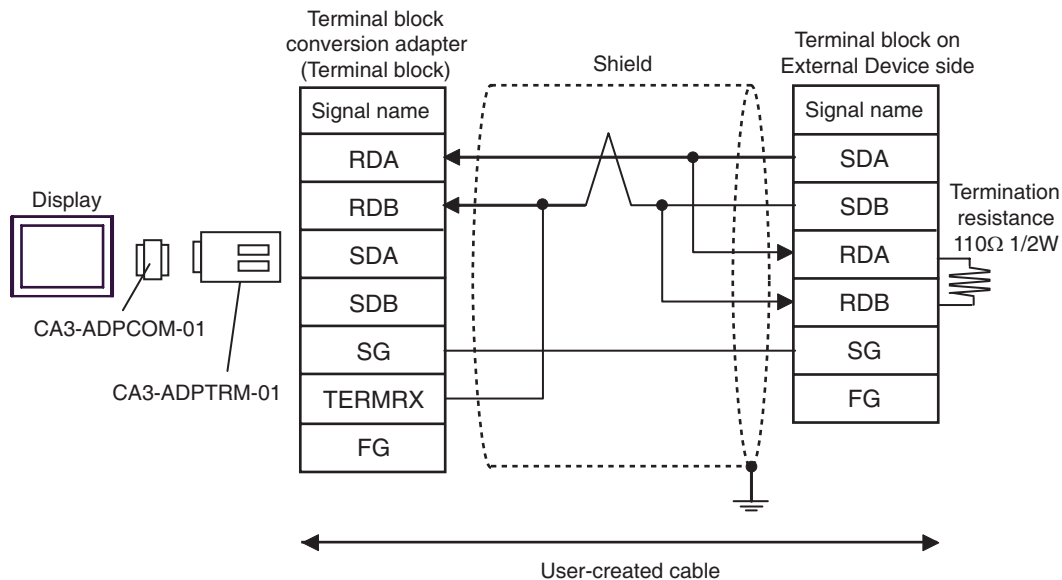 Terminal block
conversion adapter
(Terminal block)
Signal name
RDA
RDB
SDA
SDB
SG
TERMRX
FG
Display
CA3-ADPCOM-01
CA3-ADPTRM-01
Shield
Terminal block on
External Device side
Signal name
SDA
SDB
RDA
RDB
SG
FG
Termination
resistance
110Ω 1/2W
User-created cable